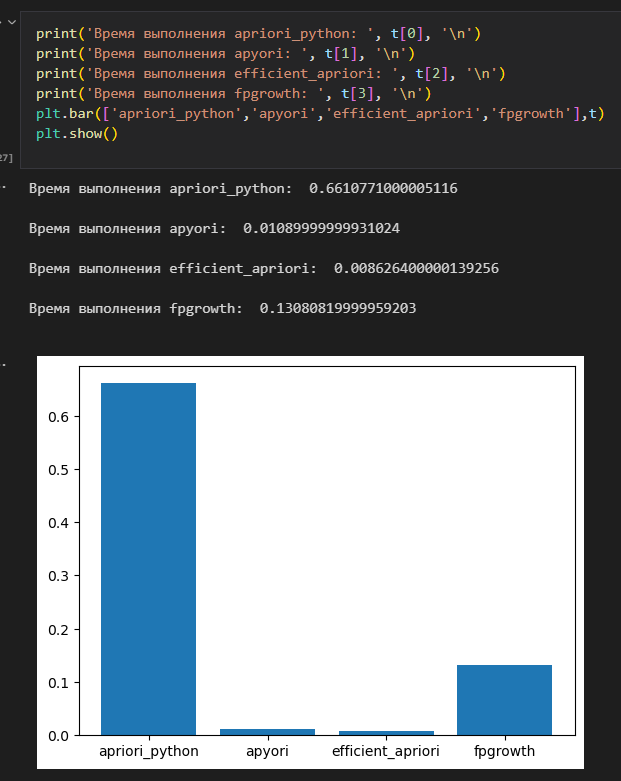 print('Время выполнения apriori_python: ', t[0], '\n')
print('Время выполнения apyori: ', t[1], '\n')
print('Время выполнения efficient_apriori: ', t[2], '\n')
print('Время выполнения fpgrowth: ', t[3], '\n')
plt.bar(['apriori_python','apyori','efficient_apriori','fpgrowth'],t)
plt.show()
27]
Время выполнения apriori_python:  0.6610771000005116
Время выполнения apyori:  0.01089999999931024
Время выполнения efficient_apriori:  0.008626400000139256
Время выполнения fpgrowth:  0.13080819999959203
0.6
0.5
0.4
0.3
0.2
0.1
0.0
apriori_python apyori efficient_apriori fpgrowth